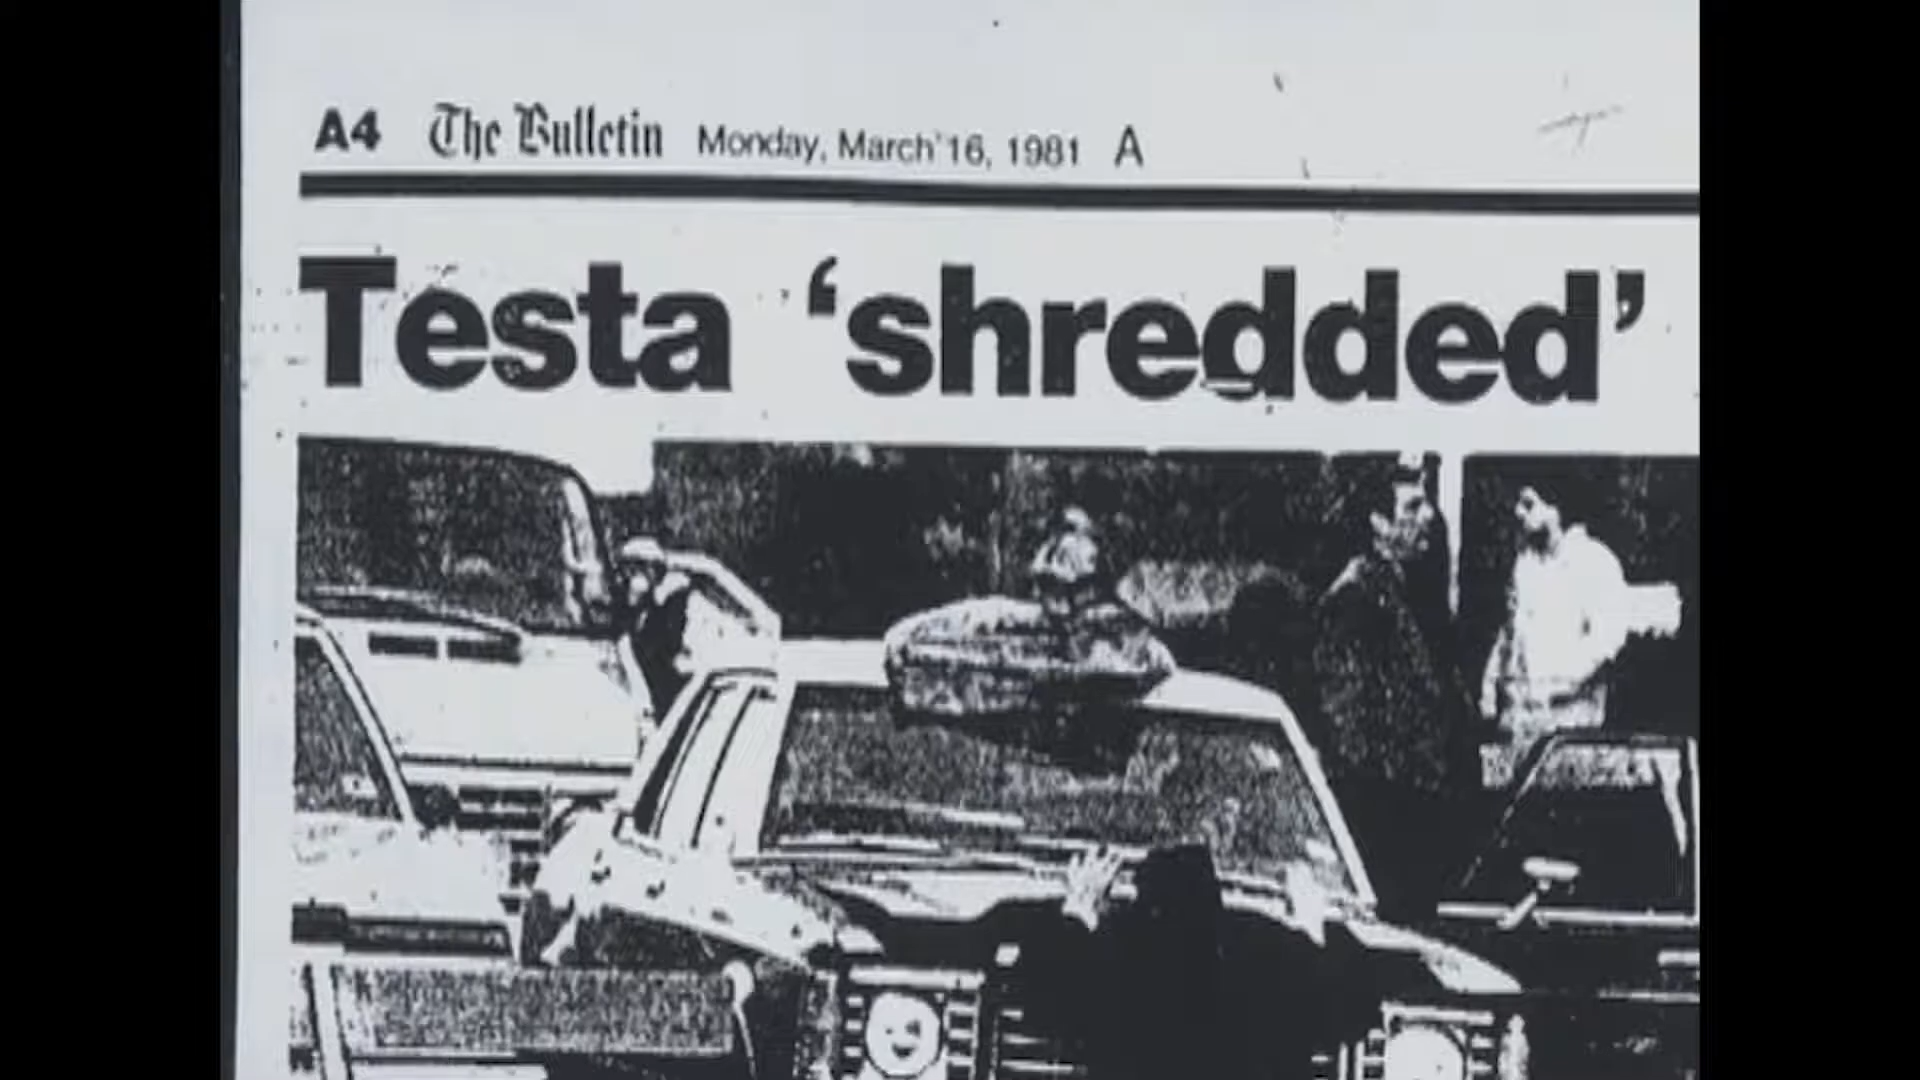 A4 The Bulletin Monday, March 16, 1981 A
Testa ‘shredded’